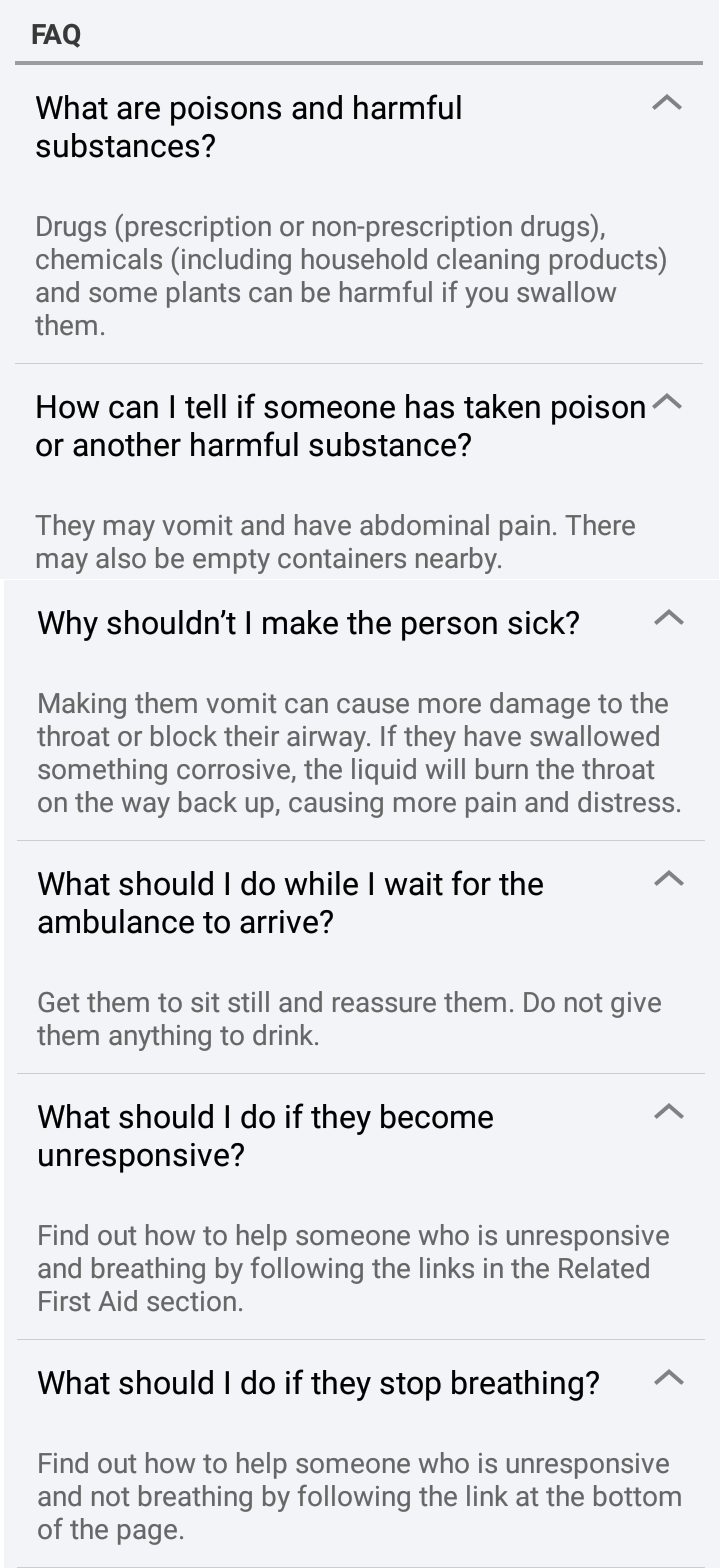 FAQ
What are poisons and harmful
substances?
Drugs (prescription or non-prescription drugs),
chemicals (including household cleaning products)
and some plants can be harmful if you swallow
them.
How can I tell if someone has taken poison
or another harmful substance?
They may vomit and have abdominal pain. There
may also be empty containers nearby.
Why shouldn’t I make the person sick?
Making them vomit can cause more damage to the
throat or block their airway. If they have swallowed
something corrosive, the liquid will burn the throat
on the way back up, causing more pain and distress.
What should I do while I wait for the
ambulance to arrive?
Get them to sit still and reassure them. Do not give
them anything to drink.
What should I do if they become
unresponsive?
Find out how to help someone who is unresponsive
and breathing by following the links in the Related
First Aid section.
What should I do if they stop breathing?
Find out how to help someone who is unresponsive
and not breathing by following the link at the bottom
of the page.